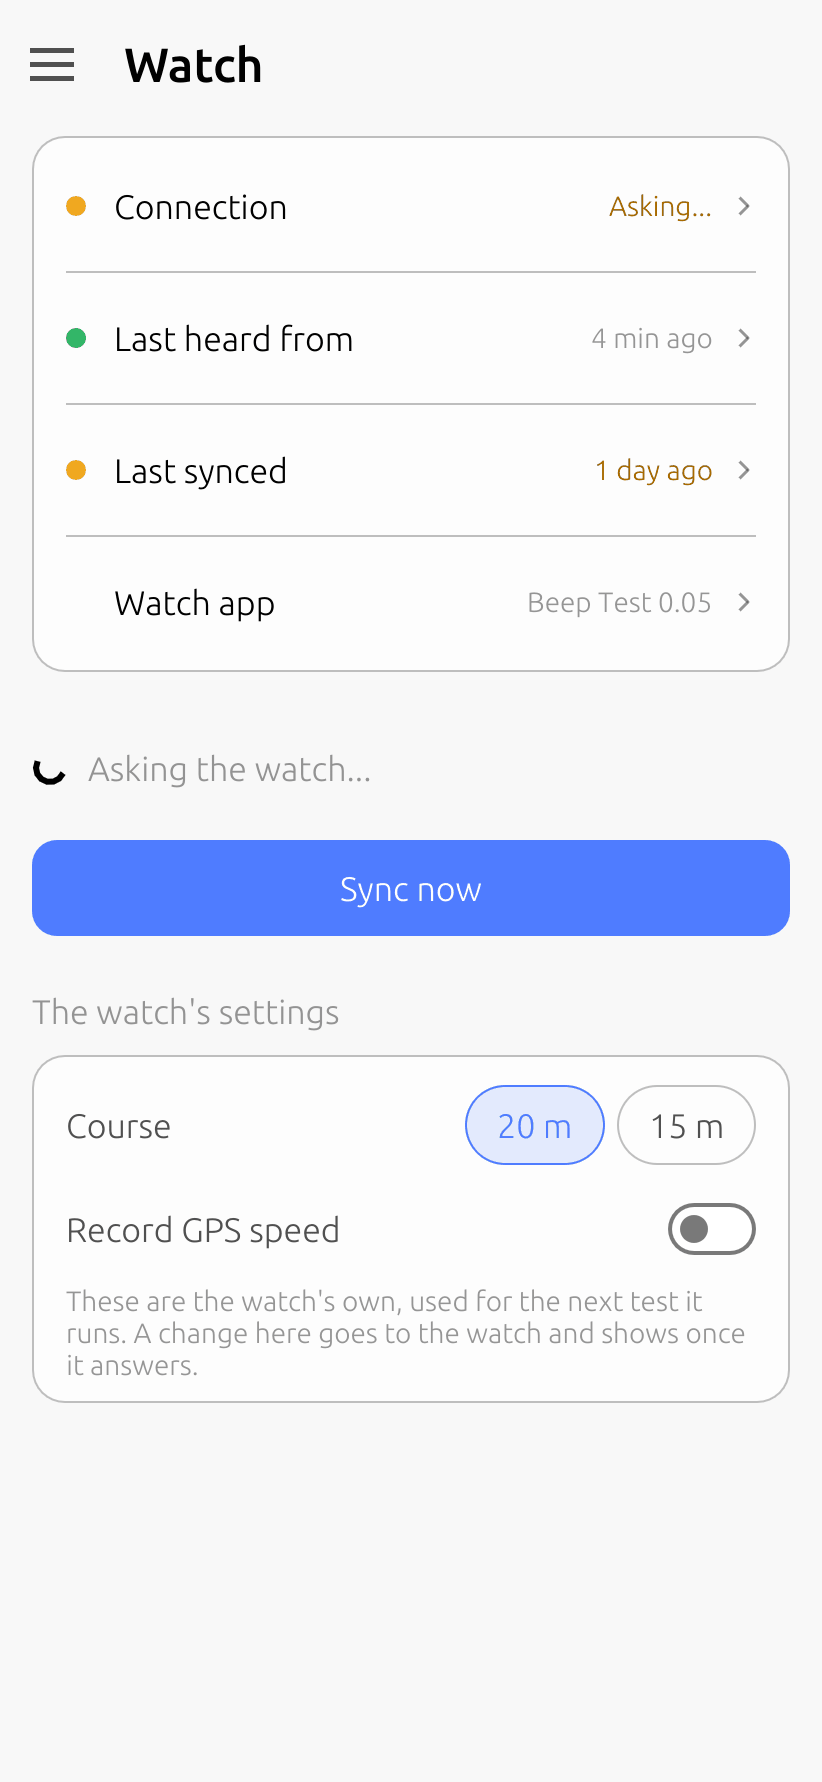 Watch
Connection
Asking...
Last heard from
4 min ago
Last synced
1 day ago
Watch app
Beep Test 0.05
Asking the watch...
Sync now
The watch's settings
Course
20 m
15 m
Record GPS speed
These are the watch's own, used for the next test it
runs. A change here goes to the watch and shows once
it answers.